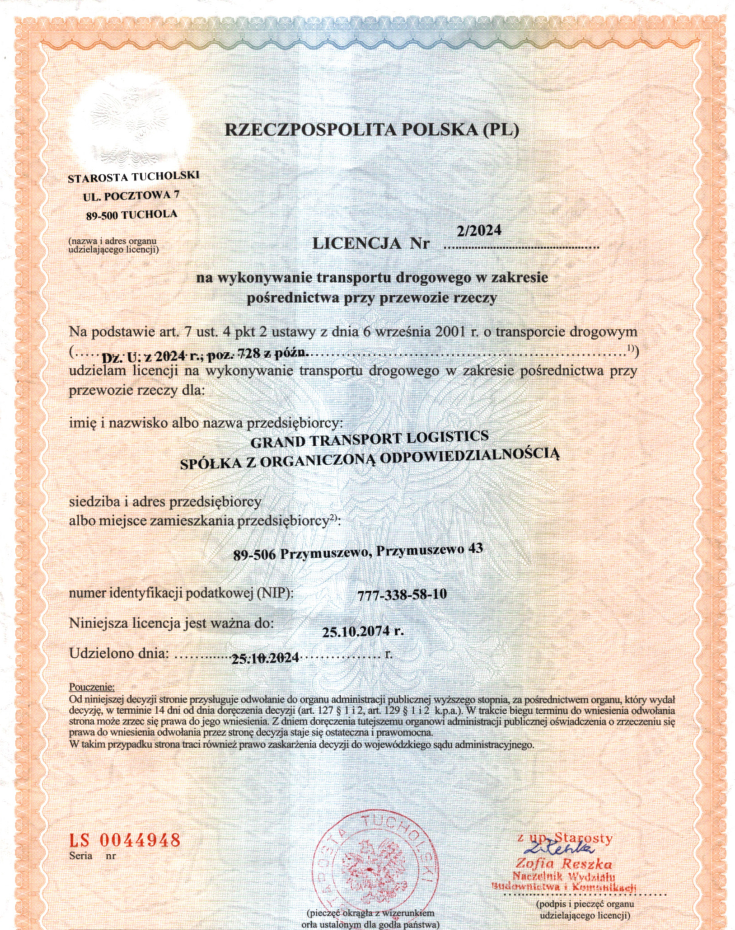 RZECZPOSPOLITA POLSKA (PL)
STAROSTA TUCHOLSKI
UL. POCZTOWA 7
89-500 TUCHOLA
(nazwa i adres organu
udzielającego licencji)
LICENCJA Nr 2/2024
na wykonywanie transportu drogowego w zakresie
pośrednictwa przy przewozie rzeczy
Na podstawie art. 7 ust. 4 pkt 2 ustawy z dnia 6 września 2001 r. o transporcie drogowym
(..... Dz. U. z 2024 r., poz. 728 z późn. ..... 1))
udzielam licencji na wykonywanie transportu drogowego w zakresie pośrednictwa przy
przewozie rzeczy dla:
imię i nazwisko albo nazwa przedsiębiorcy:
GRAND TRANSPORT LOGISTICS
SPÓŁKA Z ORGANICZONĄ ODPOWIEDZIALNOŚCIĄ
siedziba i adres przedsiębiorcy
albo miejsce zamieszkania przedsiębiorcy2):
89-506 Przymuszewo, Przymuszewo 43
numer identyfikacji podatkowej (NIP): 777-338-58-10
Niniejsza licencja jest ważna do: 25.10.2074 r.
Udzielono dnia: ............25.10.2024................ r.
Pouczenie:
Od niniejszej decyzji stronie przysługuje odwołanie do organu administracji publicznej wyższego stopnia, za pośrednictwem organu, który wydał
decyzję, w terminie 14 dni od dnia doręczenia decyzji (art. 127 § 1 i 2, art. 129 § 1 i 2 k.p.a.). W trakcie biegu terminu do wniesienia odwołania
strona może zrzec się prawa do jego wniesienia. Z dniem doręczenia tutejszemu organowi administracji publicznej oświadczenia o zrzeczeniu się
prawa do wniesienia odwołania przez stronę decyzja staje się ostateczna i prawomocna.
W takim przypadku strona traci również prawo zaskarżenia decyzji do wojewódzkiego sądu administracyjnego.
LS 0044948
Seria nr
STAROSTA TUCHOLSKI
(pieczęć okrągła z wizerunkiem
orła ustalonym dla godła państwa)
z up. Starosty
Z. Reszka
Zofia Reszka
Naczelnik Wydziału
Budownictwa i Komunikacji
(podpis i pieczęć organu
udzielającego licencji)